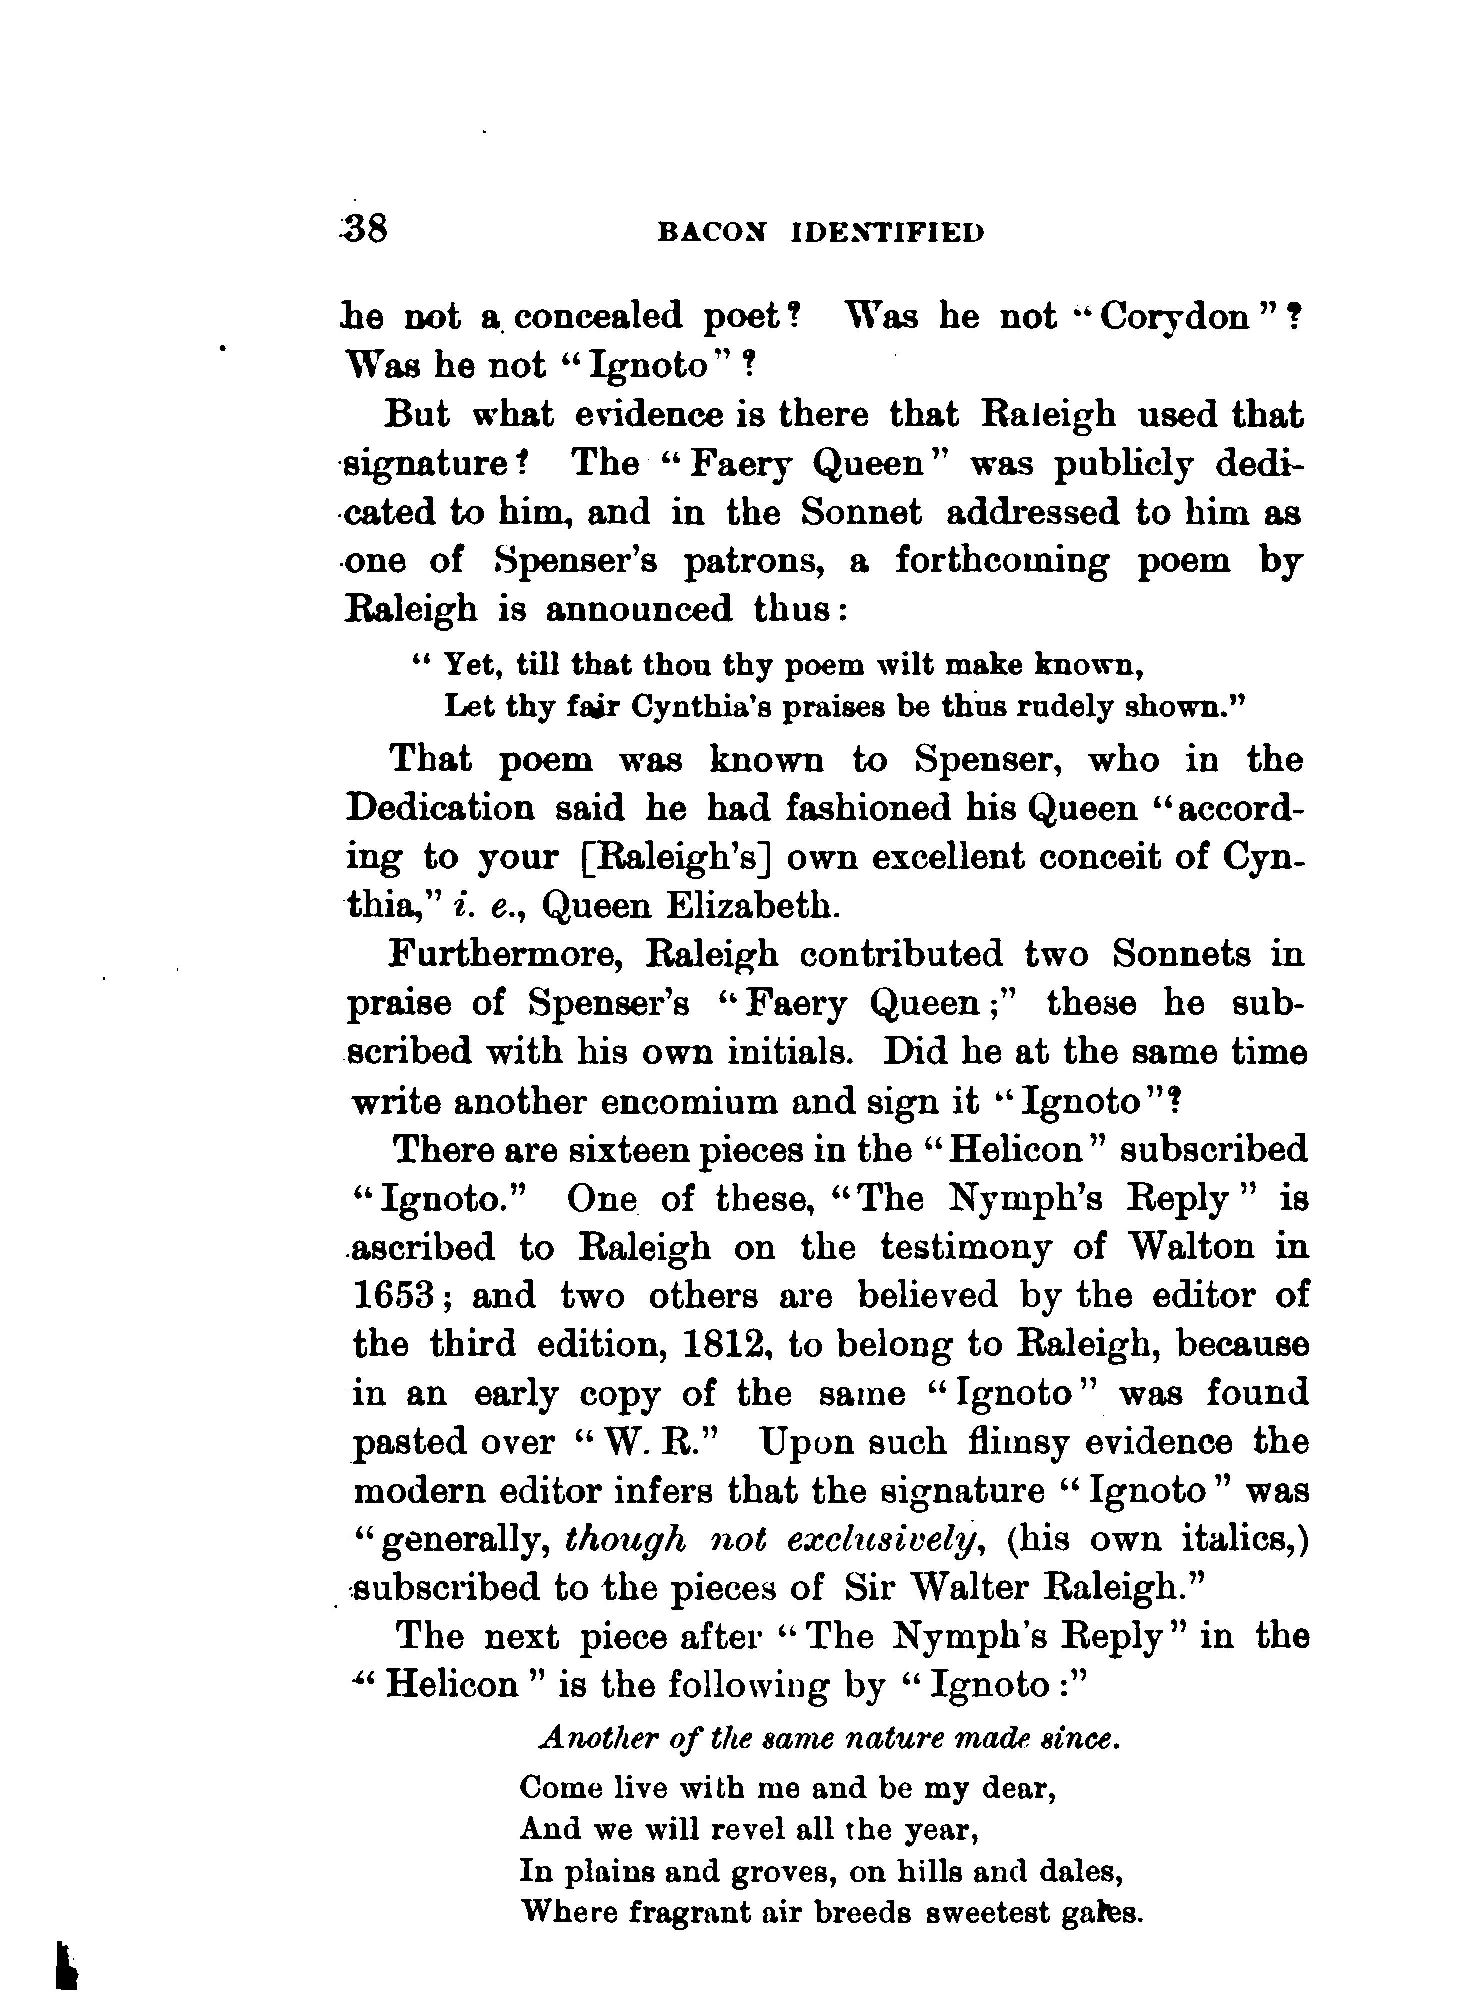 38 BACON IDENTIFIED
he not a concealed poet? Was he not “Corydon”?
Was he not “Ignoto”?
But what evidence is there that Raleigh used that
signature? The “Faery Queen” was publicly dedi-
cated to him, and in the Sonnet addressed to him as
one of Spenser's patrons, a forthcoming poem by
Raleigh is announced thus:
“Yet, till that thou thy poem wilt make known,
Let thy fair Cynthia's praises be thus rudely shown.”
That poem was known to Spenser, who in the
Dedication said he had fashioned his Queen “accord-
ing to your [Raleigh's] own excellent conceit of Cyn-
thia,” i. e., Queen Elizabeth.
Furthermore, Raleigh contributed two Sonnets in
praise of Spenser's “Faery Queen;” these he sub-
scribed with his own initials. Did he at the same time
write another encomium and sign it “Ignoto”?
There are sixteen pieces in the “Helicon” subscribed
“Ignoto.” One of these, “The Nymph's Reply” is
ascribed to Raleigh on the testimony of Walton in
1653; and two others are believed by the editor of
the third edition, 1812, to belong to Raleigh, because
in an early copy of the same “Ignoto” was found
pasted over “W. R.” Upon such flimsy evidence the
modern editor infers that the signature “Ignoto” was
“generally, though not exclusively, (his own italics,)
subscribed to the pieces of Sir Walter Raleigh.”
The next piece after “The Nymph's Reply” in the
“Helicon” is the following by “Ignoto:”
Another of the same nature made since.
Come live with me and be my dear,
And we will revel all the year,
In plains and groves, on hills and dales,
Where fragrant air breeds sweetest gales.